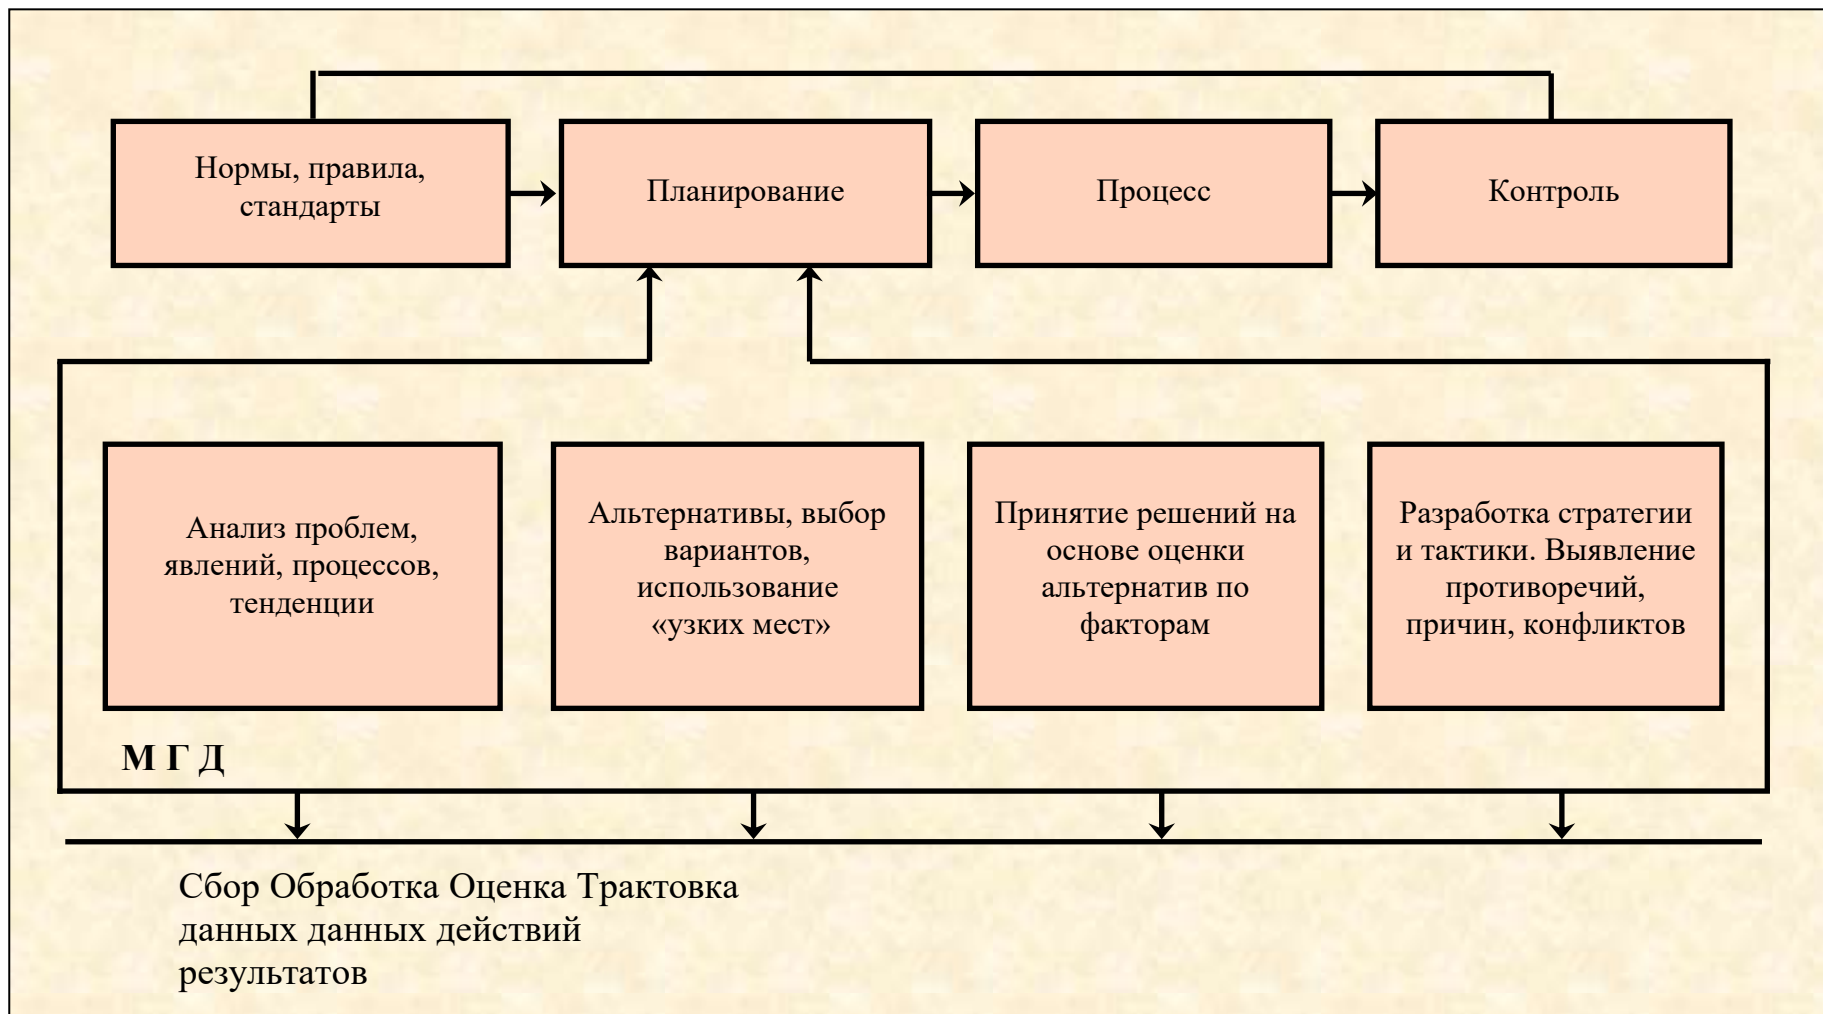 Нормы, правила,
стандарты
Планирование
Процесс
Контроль
Анализ проблем,
явлений, процессов,
тенденции
Альтернативы, выбор
вариантов,
использование
«узких мест»
Принятие решений на
основе оценки
альтернатив по
факторам
Разработка стратегии
и тактики. Выявление
противоречий,
причин, конфликтов
М Г Д
Сбор Обработка Оценка Трактовка
данных данных действий
результатов